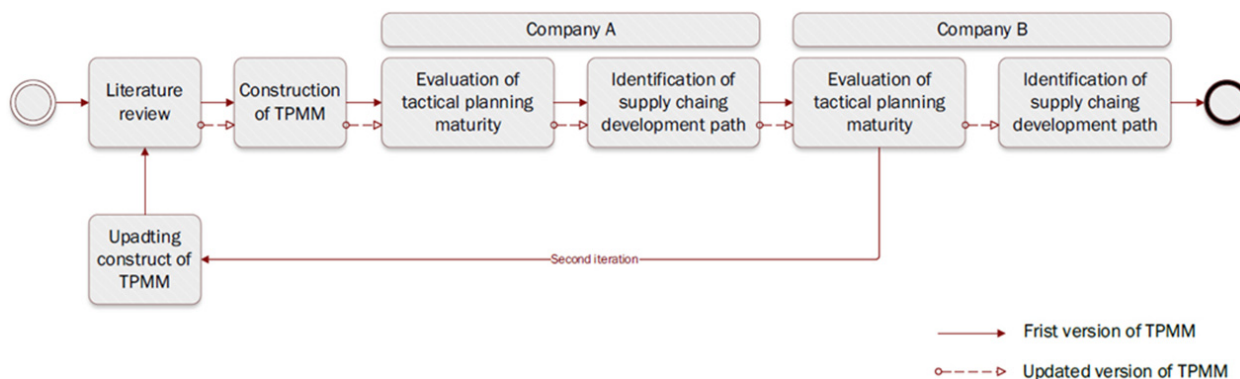 Company A
Company B
Literature
review
Construction
of TPMM
Evaluation of
tactical planning
maturity
Identification of
supply chaing
development path
Evaluation of
tactical planning
maturity
Identification of
supply chaing
development path
Upadting
construct of
TPMM
Second iteration
Frist version of TPMM
Updated version of TPMM